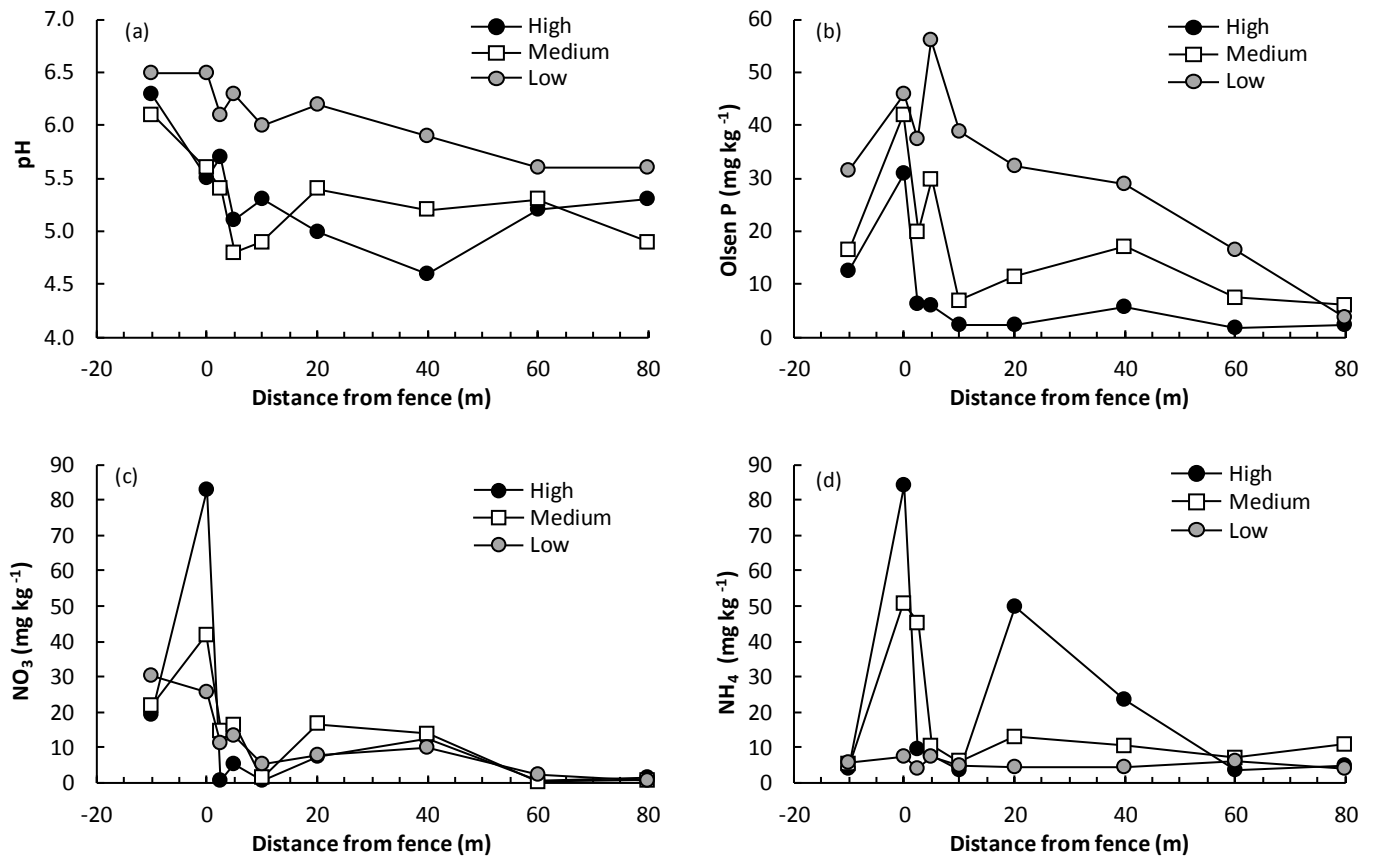 (a)
High
Medium
Low
7.0
6.5
6.0
5.5
5.0
4.5
4.0
pH
-20 0 20 40 60 80
Distance from fence (m)
(b)
High
Medium
Low
60
50
40
30
20
10
0
Olsen P (mg kg -1)
-20 0 20 40 60 80
Distance from fence (m)
(c)
High
Medium
Low
90
80
70
60
50
40
30
20
10
0
NO3 (mg kg -1)
-20 0 20 40 60 80
Distance from fence (m)
(d)
High
Medium
Low
90
80
70
60
50
40
30
20
10
0
NH4 (mg kg -1)
-20 0 20 40 60 80
Distance from fence (m)